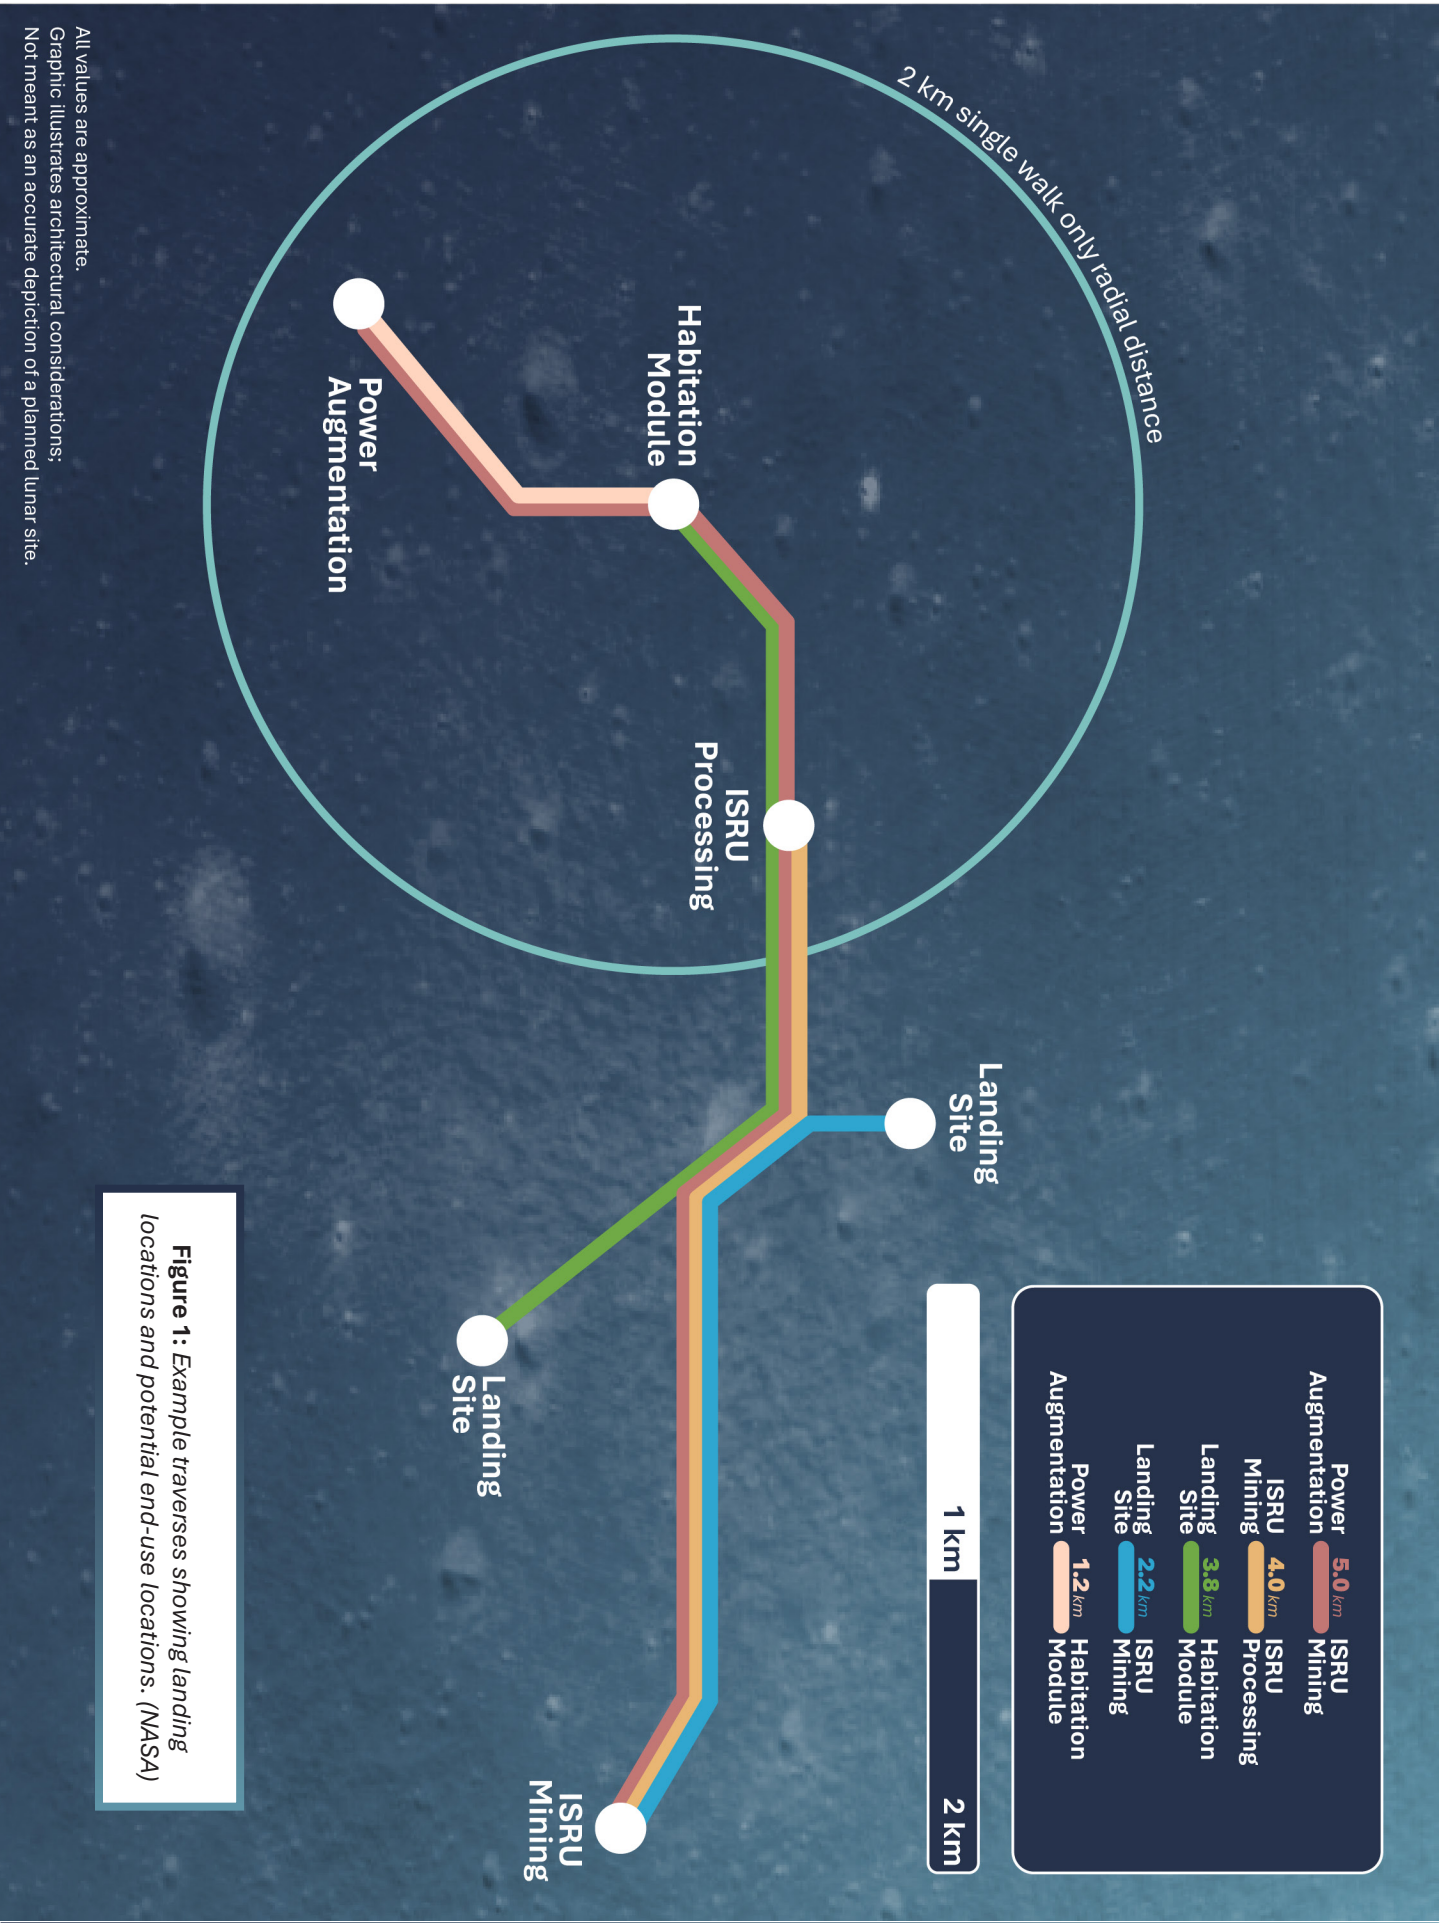 2 km single walk only radial distance
Habitation
Module
Power
Augmentation
ISRU
Processing
Landing
Site
Landing
Site
ISRU
Mining
Power
Augmentation
5.0 km
ISRU
Mining
ISRU
Mining
4.0 km
ISRU
Processing
Landing
Site
3.8 km
Habitation
Module
Landing
Site
2.2 km
ISRU
Mining
Power
Augmentation
1.2 km
Habitation
Module
1 km
2 km
All values are approximate.
Graphic illustrates architectural considerations;
Not meant as an accurate depiction of a planned lunar site.
Figure 1: Example traverses showing landing
locations and potential end-use locations. (NASA)